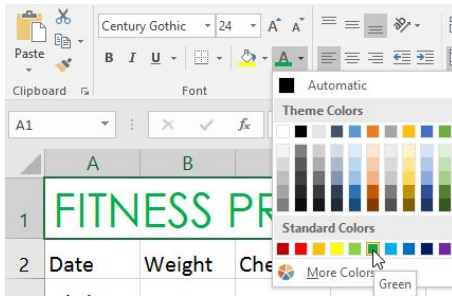 Century Gothic 24 A A
Paste B I U A
Clipboard Font
Automatic
Theme Colors
A1 fx
A B
1 FITNESS PR
Standard Colors
2 Date Weight Che
More Colors
Green